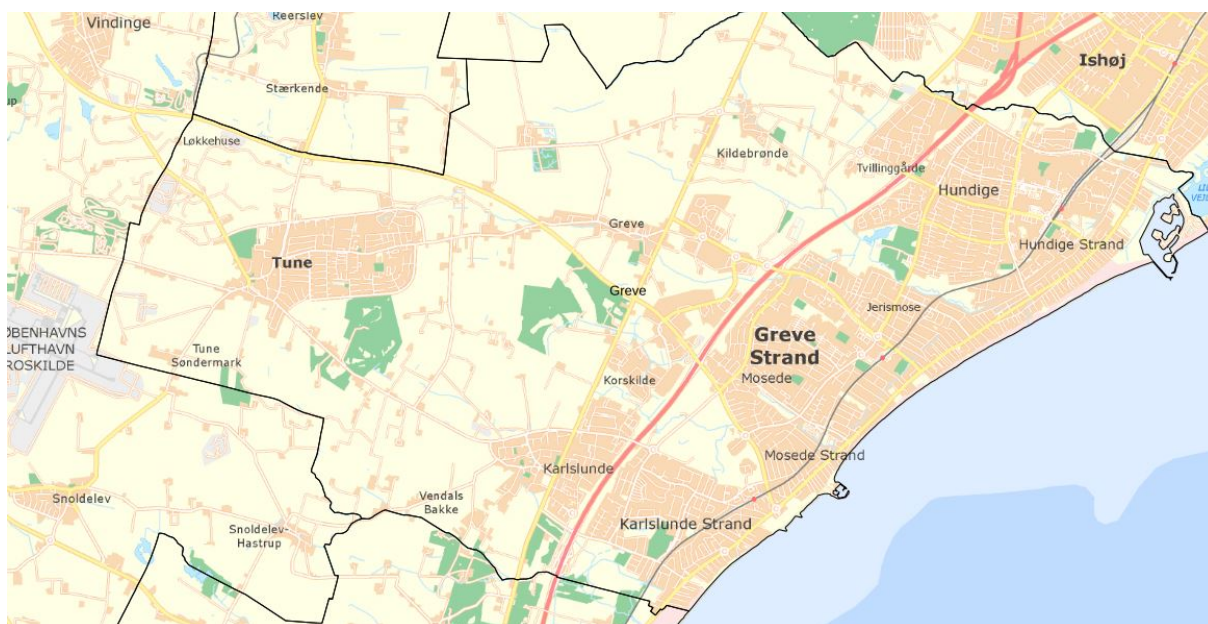 Vindinge
Reerslev
Ishøj
Stærkende
Løkkehuse
Kildebrønde
Tvillinggårde
Hundige
Greve
Hundige Strand
Tune
Greve
Jerismose
Greve
Strand
ØBENHAVNS
LUFTHAVN
ROSKILDE
Tune
Søndermark
Korskilde
Mosede
Mosede Strand
Karlslunde
Snoldelev
Vendals
Bakke
Karlslunde Strand
Snoldelev-
Hastrup